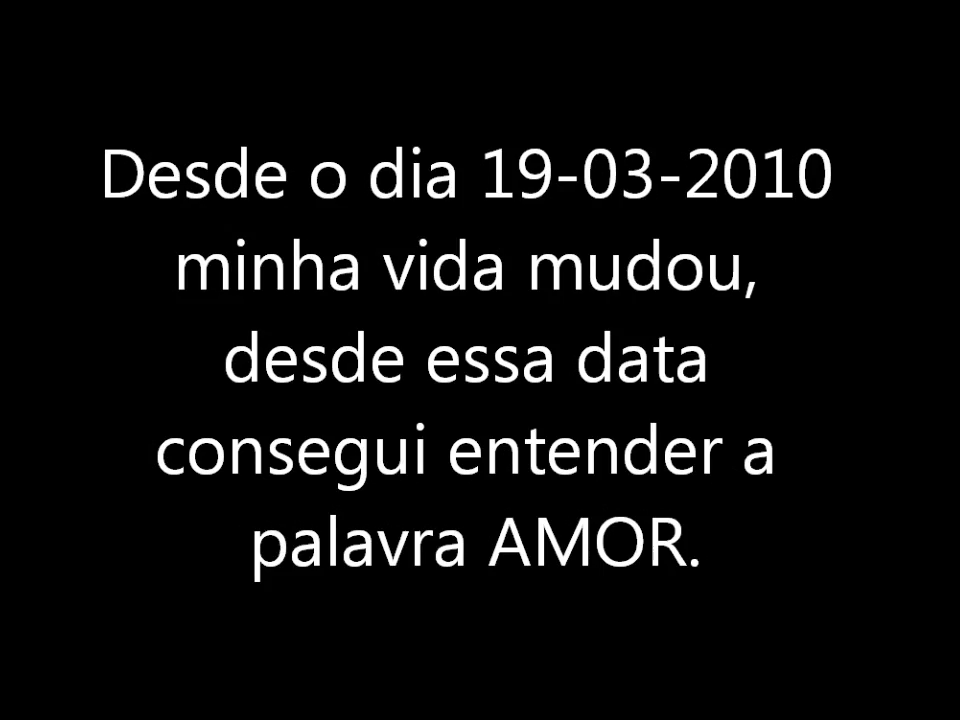 Desde o dia 19-03-2010
minha vida mudou,
desde essa data
consegui entender a
palavra AMOR.